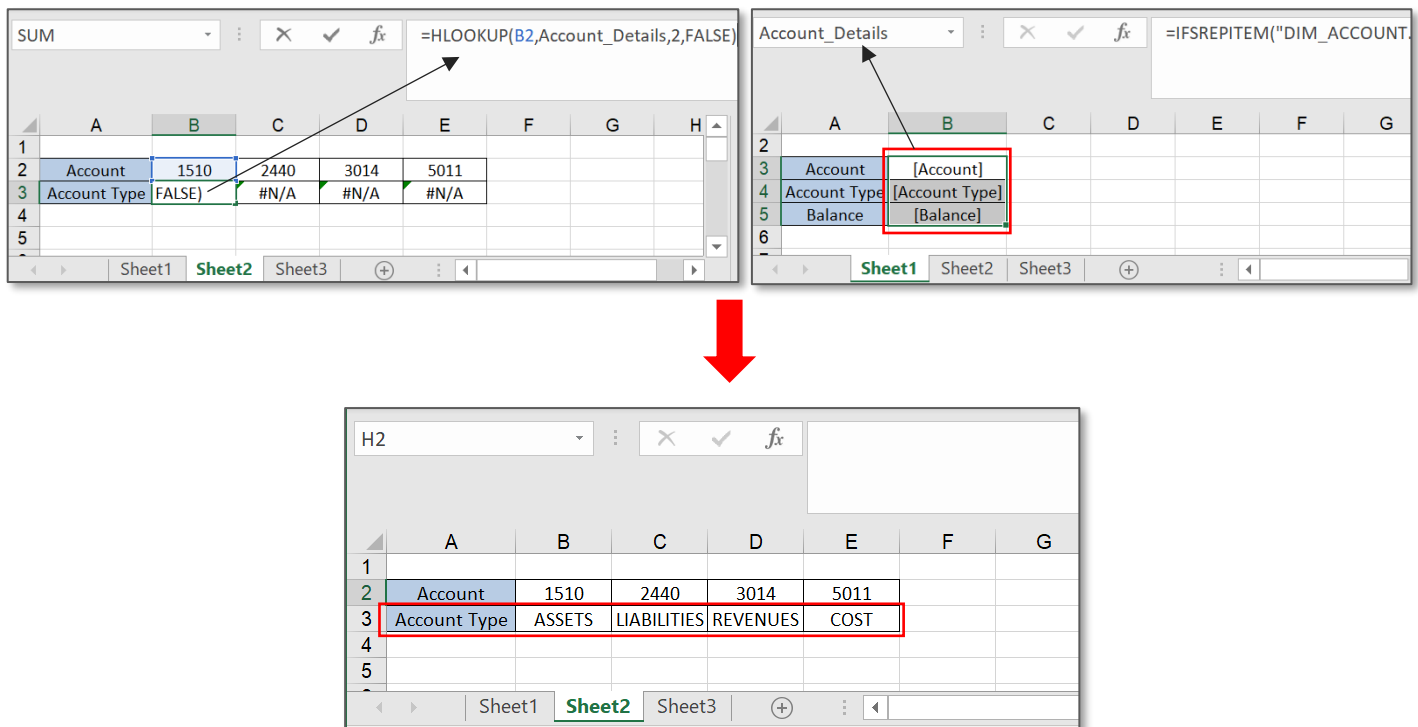 SUM
fx
=HLOOKUP(B2,Account_Details,2,FALSE)
A B C D E F G H
1
2 Account 1510 2440 3014 5011
3 Account Type FALSE) #N/A #N/A #N/A
4
5
Sheet1 Sheet2 Sheet3
Account_Details
fx
=IFSREPITEM("DIM_ACCOUNT.
A B C D E F G
2
3 Account [Account]
4 Account Type [Account Type]
5 Balance [Balance]
6
Sheet1 Sheet2 Sheet3
H2
fx
A B C D E F G
1
2 Account 1510 2440 3014 5011
3 Account Type ASSETS LIABILITIES REVENUES COST
4
5
Sheet1 Sheet2 Sheet3